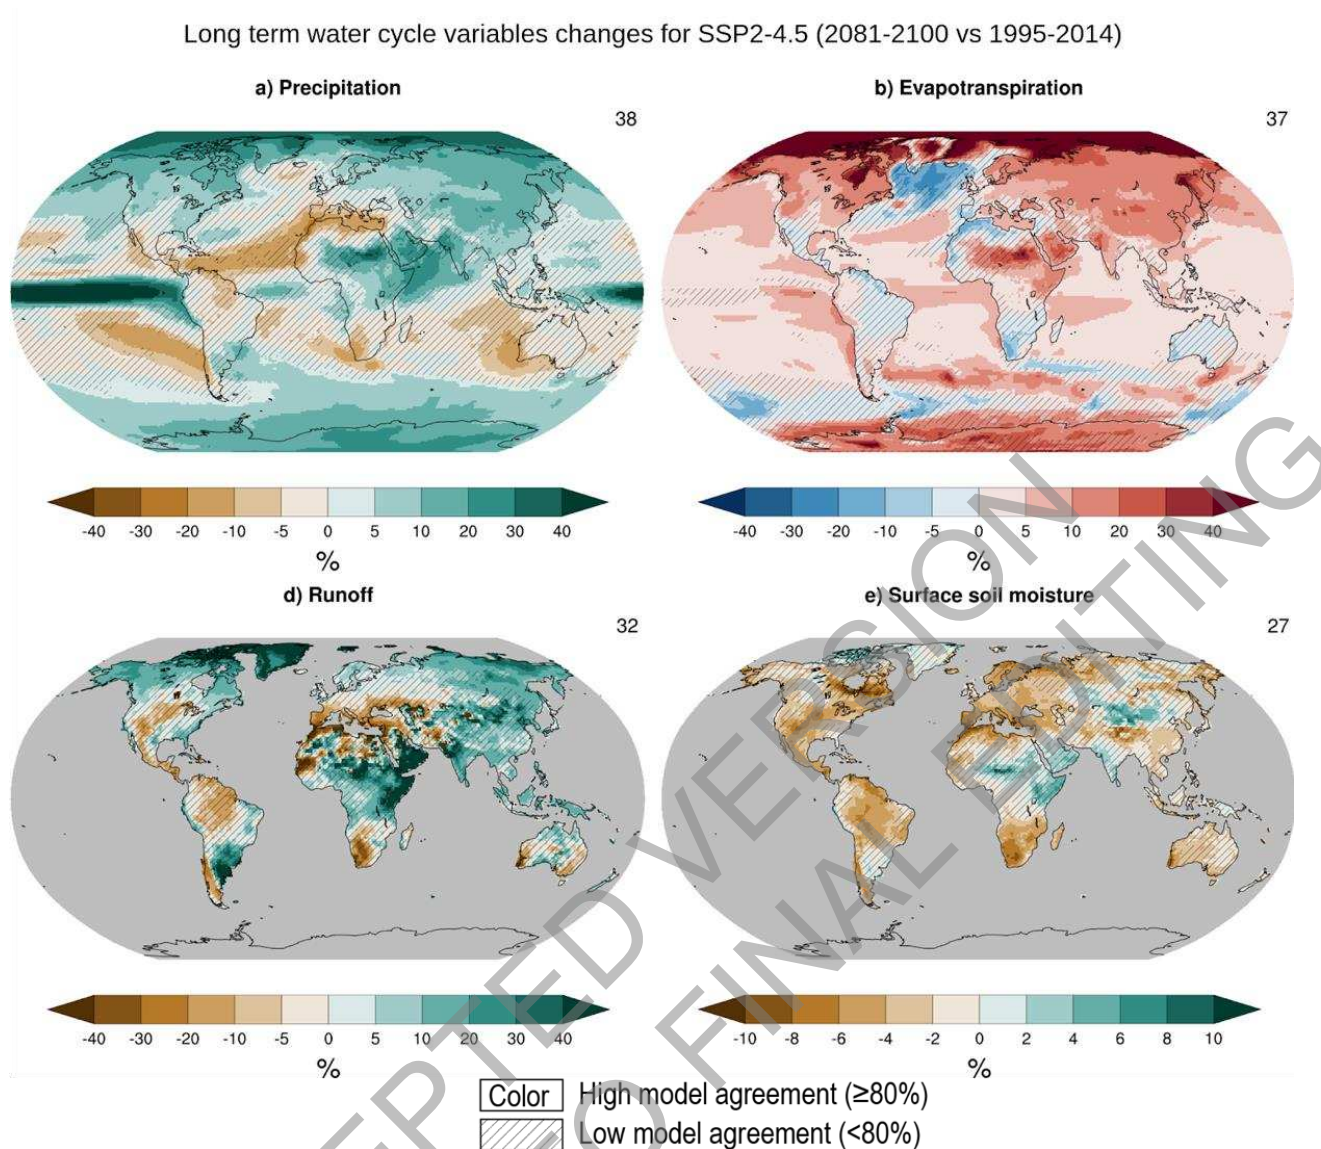 Long term water cycle variables changes for SSP2-4.5 (2081-2100 vs 1995-2014)
a) Precipitation
38
b) Evapotranspiration
37
-40 -30 -20 -10 -5 0 5 10 20 30 40
%
-40 -30 -20 -10 -5 0 5 10 20 30 40
%
d) Runoff
32
e) Surface soil moisture
27
-40 -30 -20 -10 -5 0 5 10 20 30 40
%
-10 -8 -6 -4 -2 0 2 4 6 8 10
%
Color High model agreement (≥80%)
Low model agreement (<80%)
EPTED VERSION
O FINAL EDITING